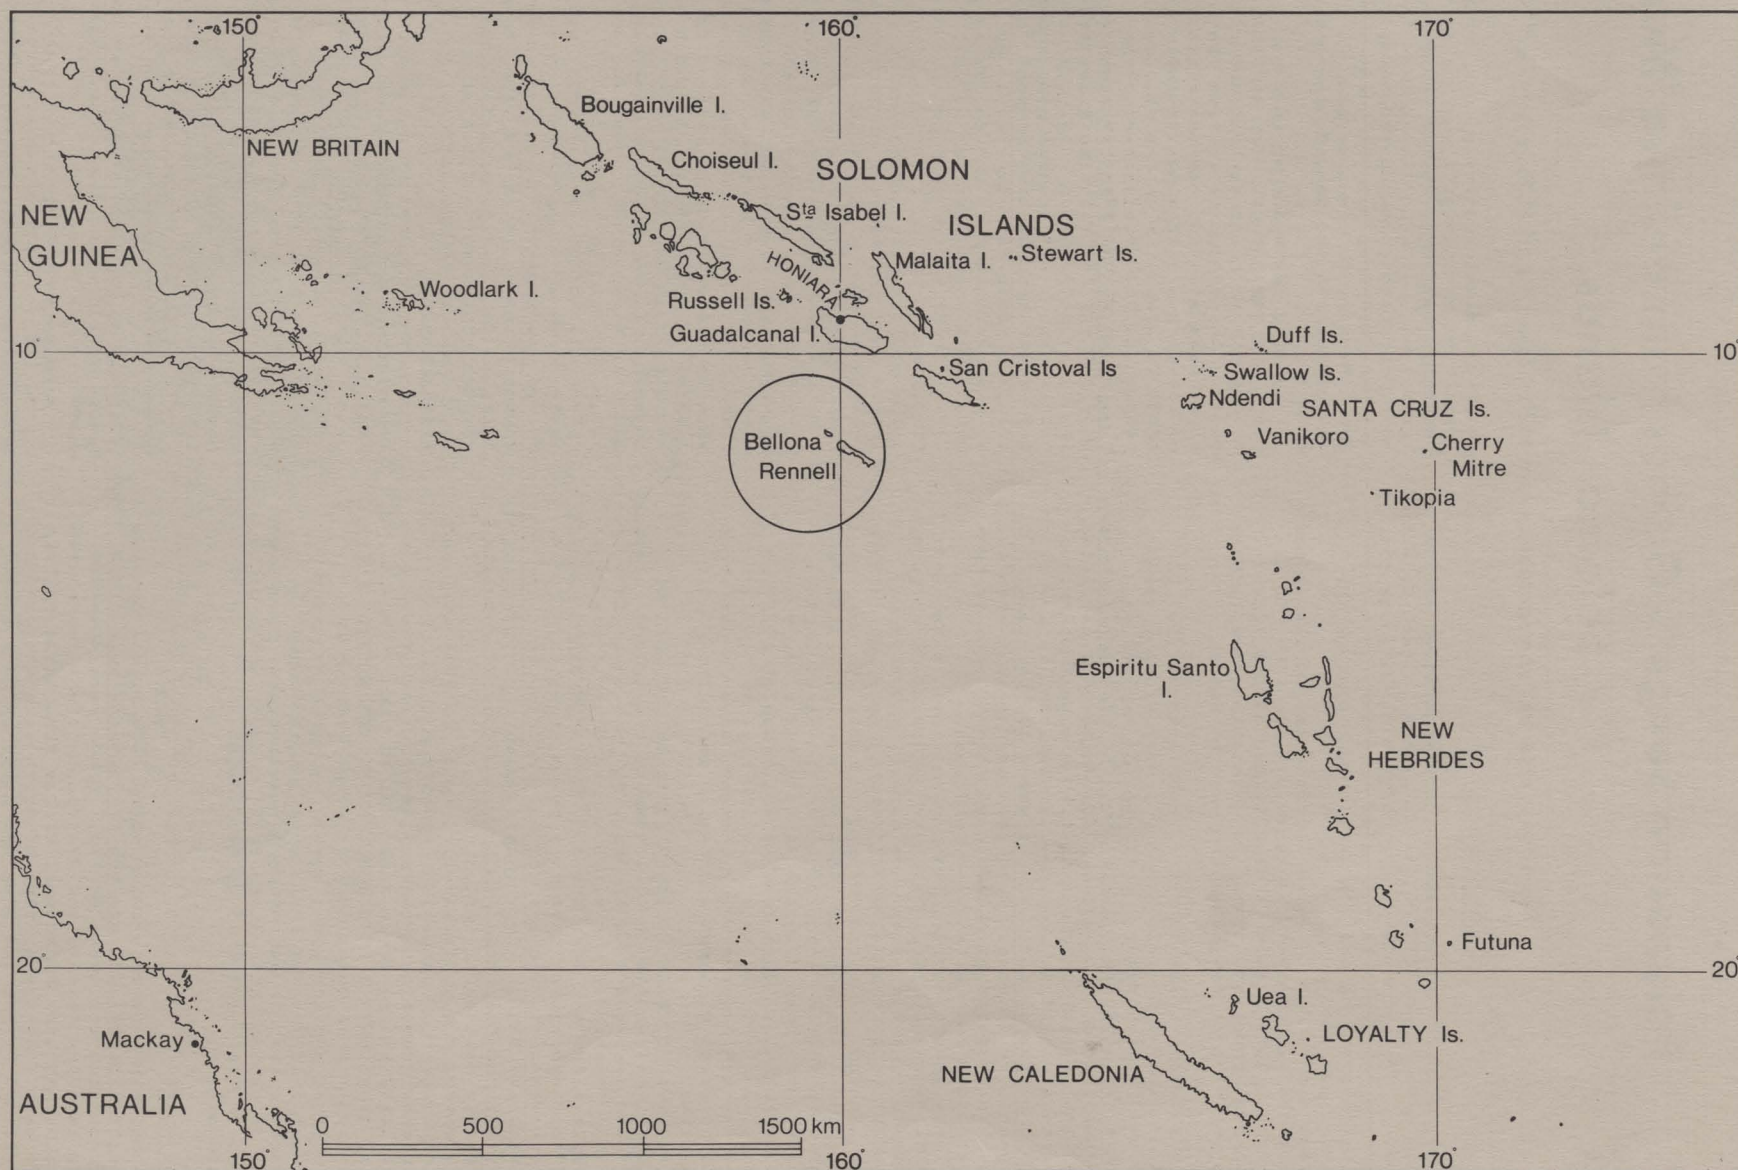 150° 160° 170°
Bougainville I.
NEW BRITAIN
Choiseul I.
SOLOMON
NEW
GUINEA
Sta Isabel I.
ISLANDS
HONIARA
Malaita I.
Stewart Is.
Woodlark I.
Russell Is.
Guadalcanal I.
Duff Is.
10° 10°
San Cristoval Is
Swallow Is.
Ndendi
SANTA CRUZ Is.
Bellona
Rennell
Vanikoro
Cherry
Mitre
Tikopia
Espiritu Santo
I.
NEW
HEBRIDES
Futuna
20° 20°
Uea I.
Mackay
LOYALTY Is.
NEW CALEDONIA
AUSTRALIA
0 500 1000 1500 km
150° 160° 170°